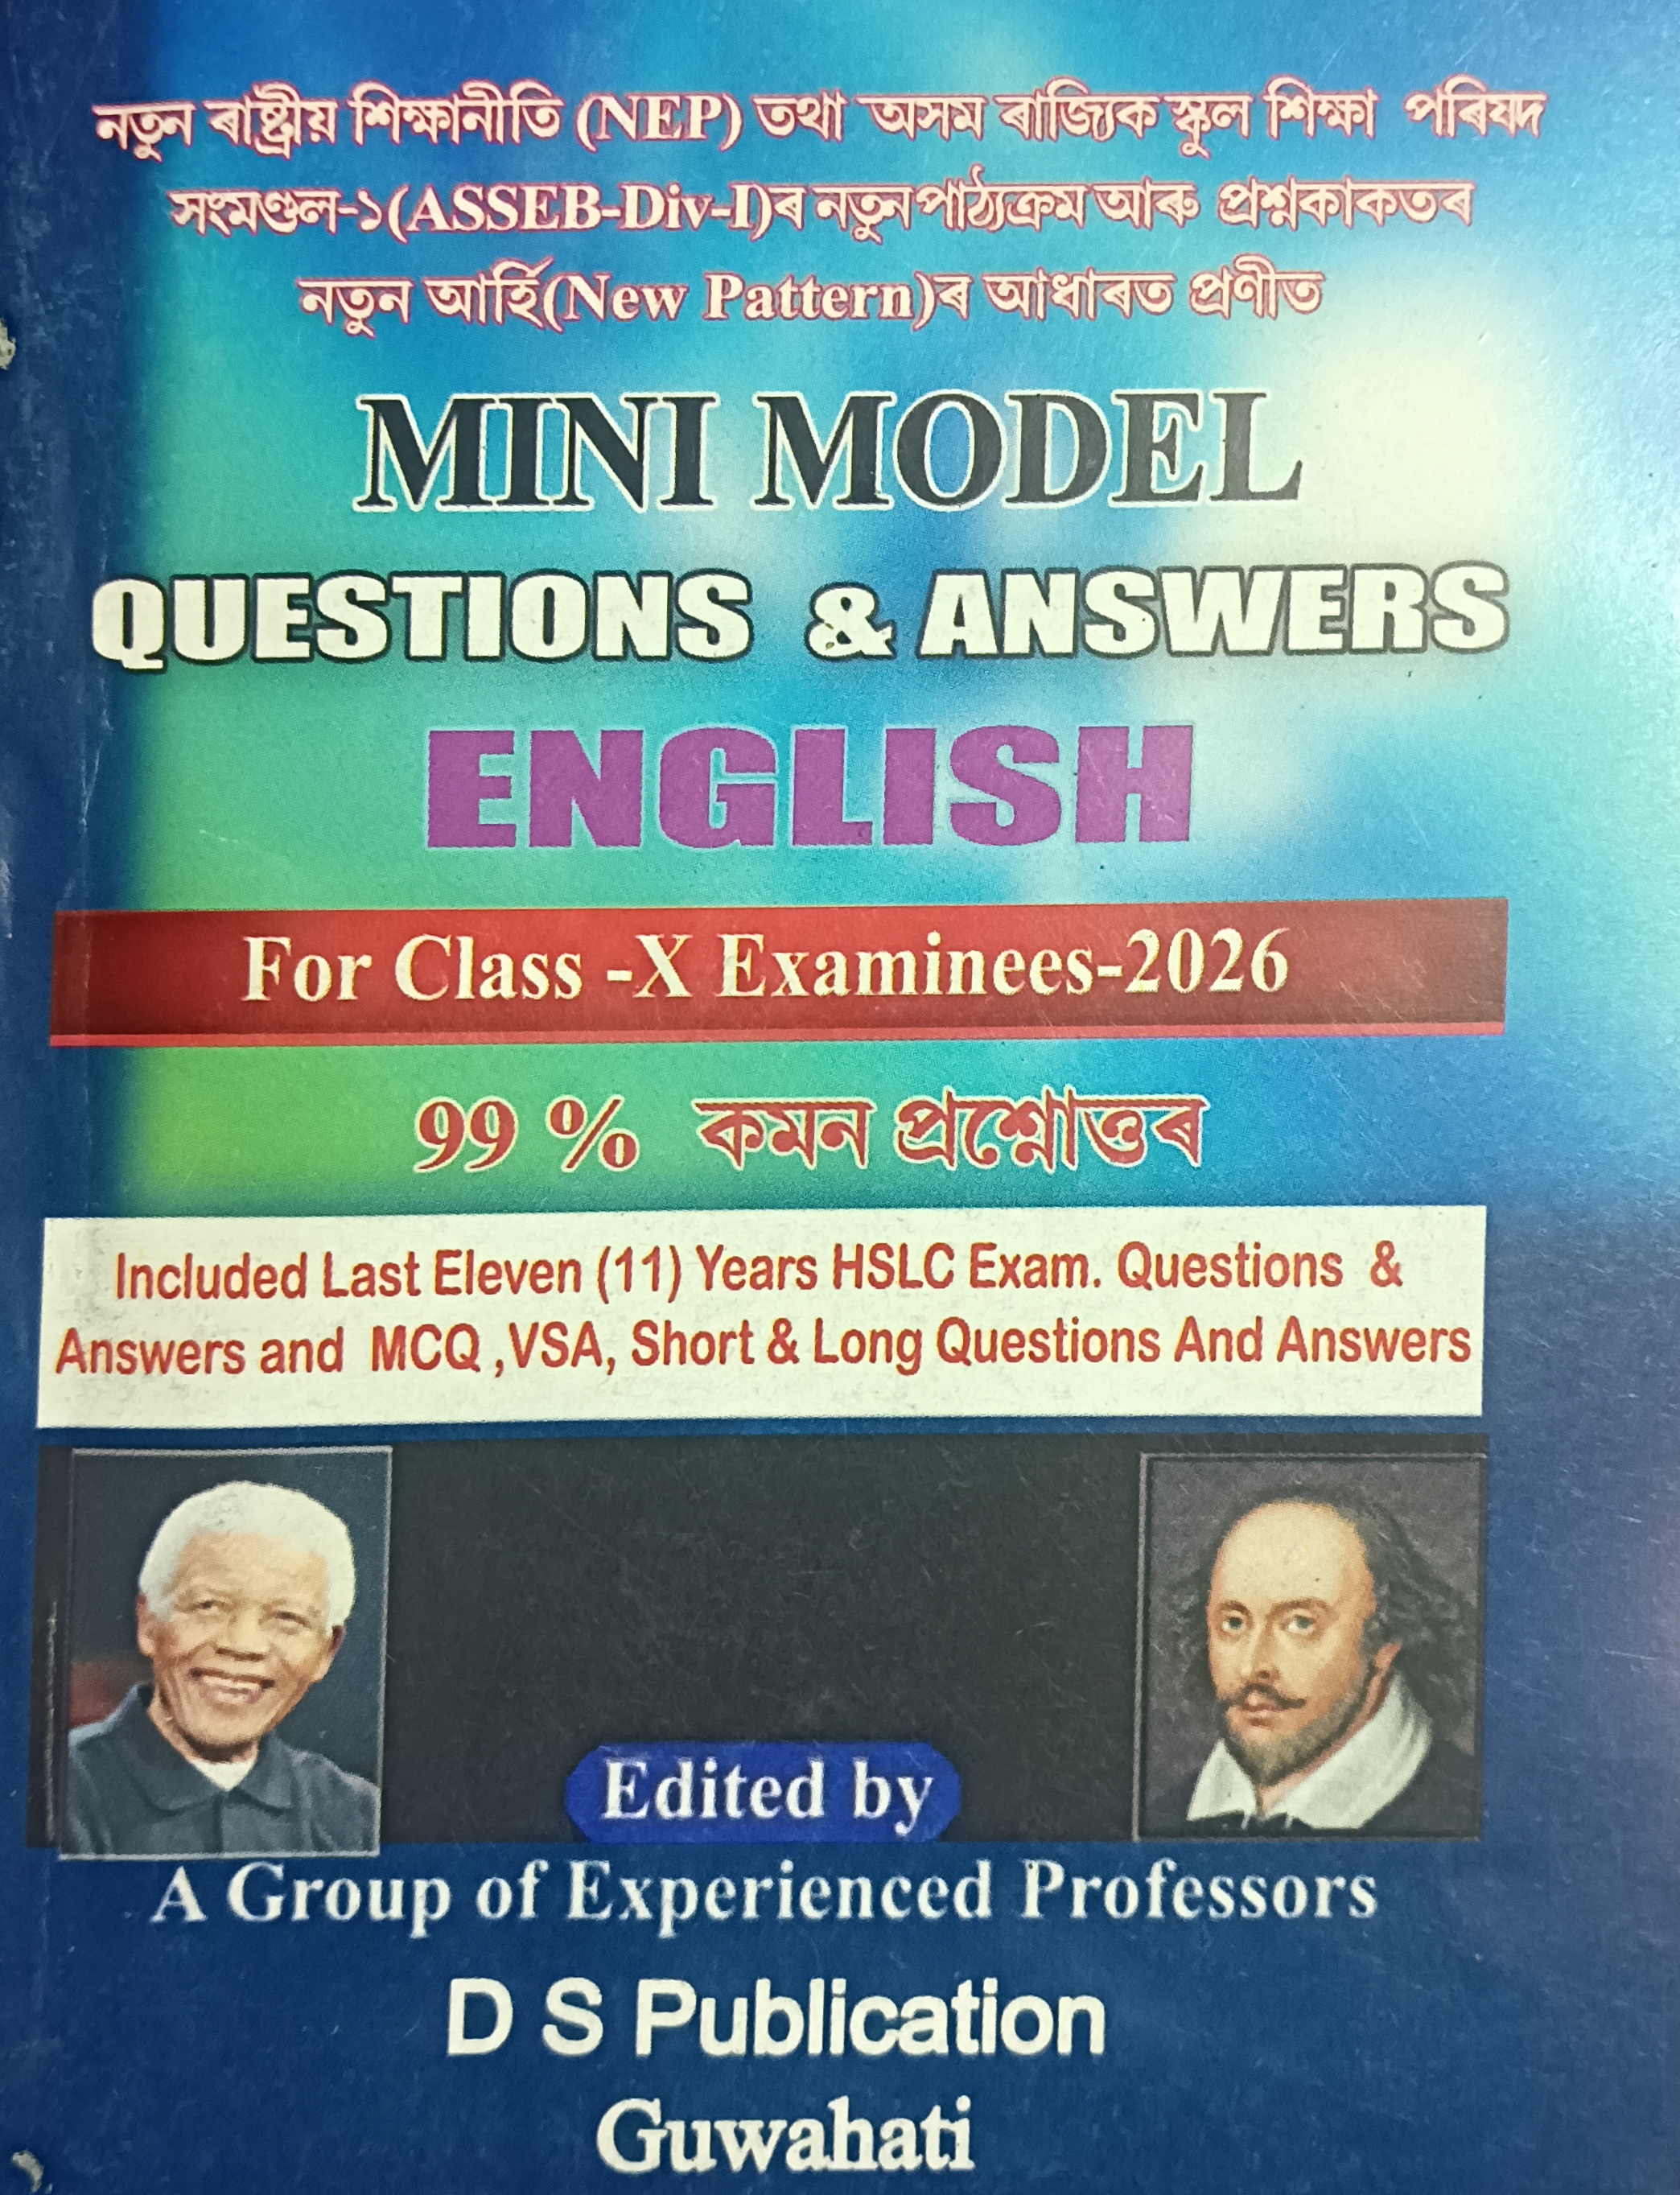 নতুন ৰাষ্ট্ৰীয় শিক্ষানীতি (NEP) তথা অসম ৰাজ্যিক স্কুল শিক্ষা পৰিষদ
সংমণ্ডল-১(ASSEB-Div-I)ৰ নতুন পাঠ্যক্ৰম আৰু প্ৰশ্নকাকতৰ
নতুন আৰ্হি(New Pattern)ৰ আধাৰত প্ৰণীত
MINI MODEL
QUESTIONS & ANSWERS
ENGLISH
For Class -X Examinees-2026
99 % কমন প্ৰশ্নোত্তৰ
Included Last Eleven (11) Years HSLC Exam. Questions &
Answers and MCQ ,VSA, Short & Long Questions And Answers
Edited by
A Group of Experienced Professors
D S Publication
Guwahati